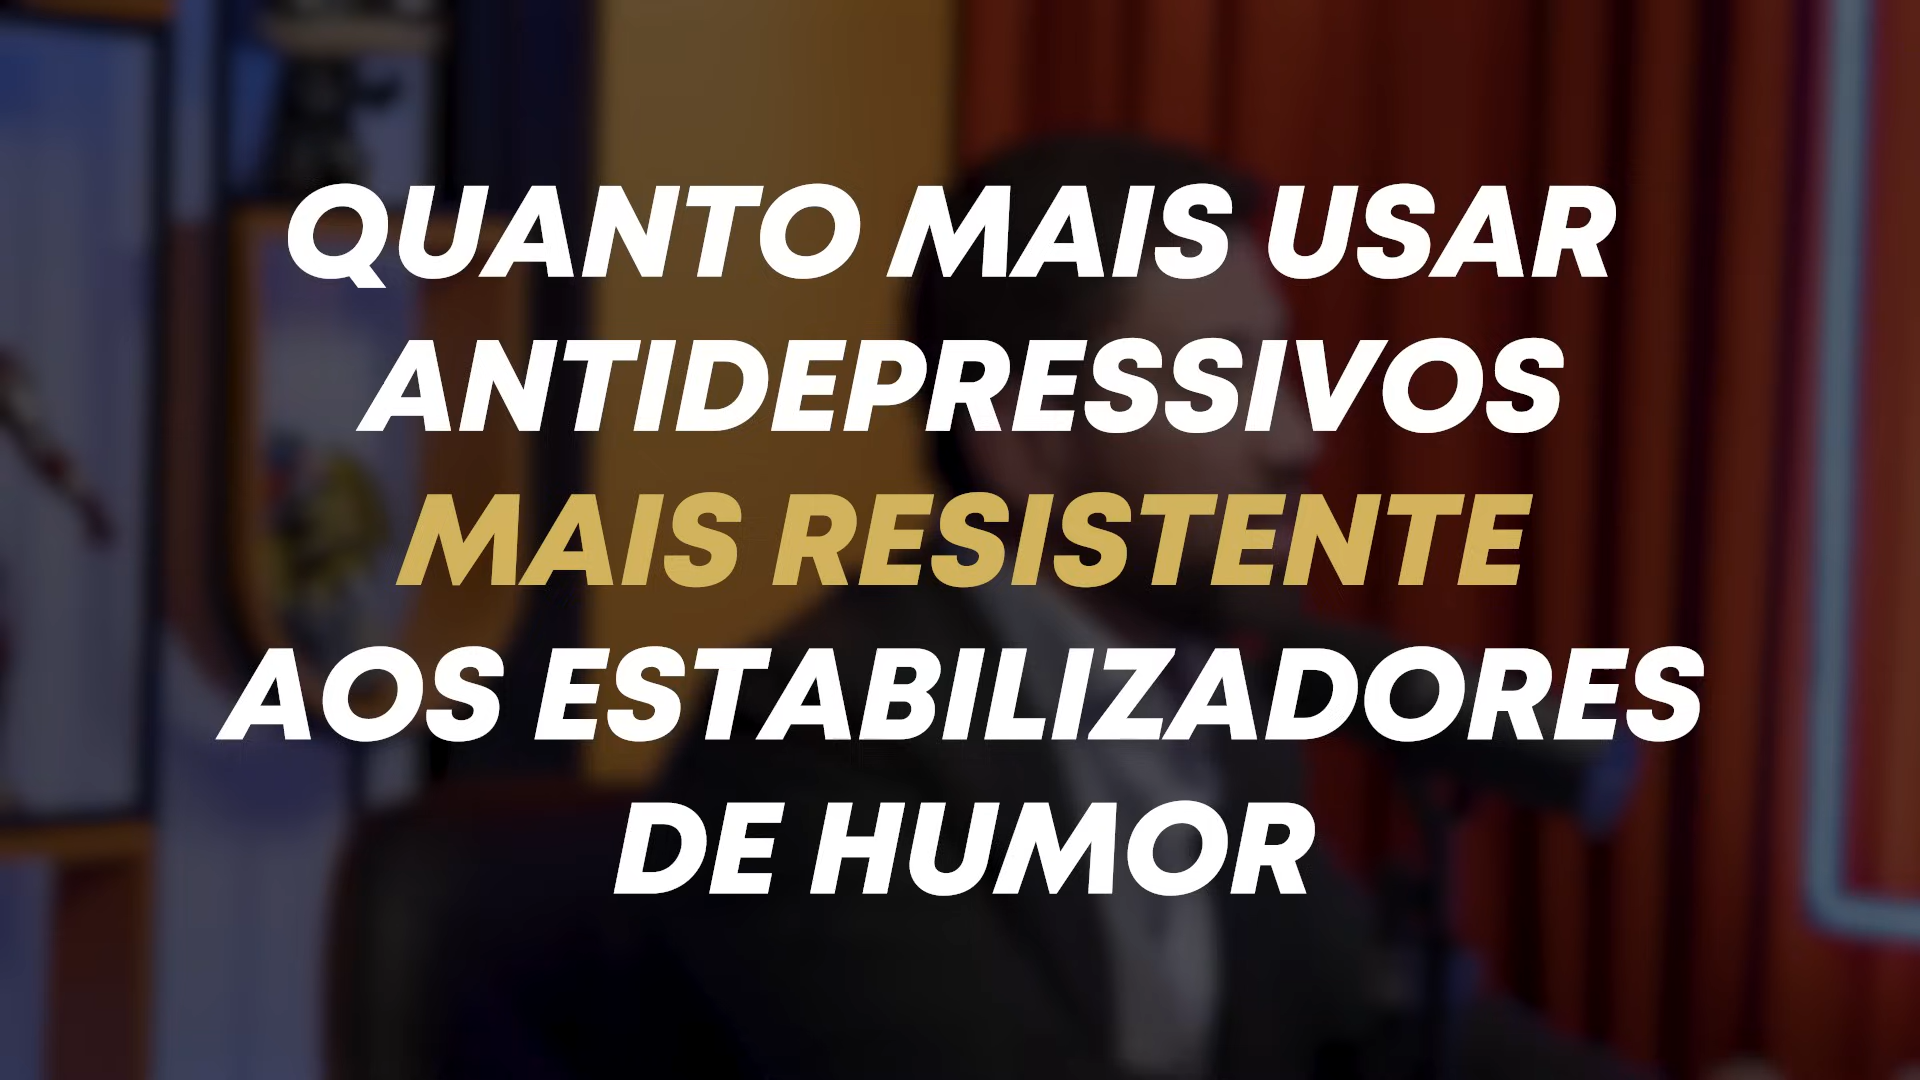 QUANTO MAIS USAR
ANTIDEPRESSIVOS
MAIS RESISTENTE
AOS ESTABILIZADORES
DE HUMOR